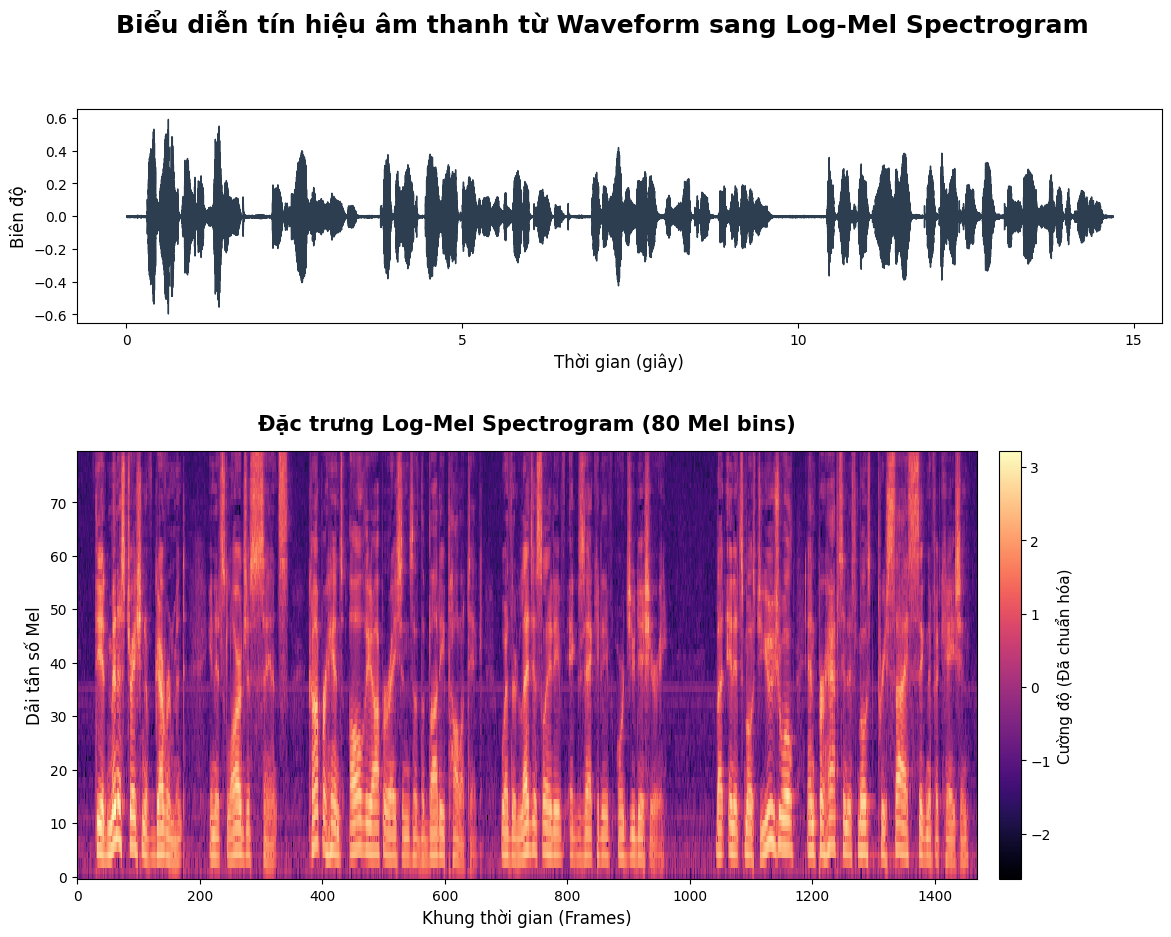 Biểu diễn tín hiệu âm thanh từ Waveform sang Log-Mel Spectrogram
0.6
0.4
0.2
0.0
−0.2
−0.4
−0.6
Biên độ
0 5 10 15
Thời gian (giây)
Đặc trưng Log-Mel Spectrogram (80 Mel bins)
70
60
50
40
30
20
10
0
Dải tần số Mel
0 200 400 600 800 1000 1200 1400
Khung thời gian (Frames)
3
2
1
0
−1
−2
Cường độ (Đã chuẩn hóa)